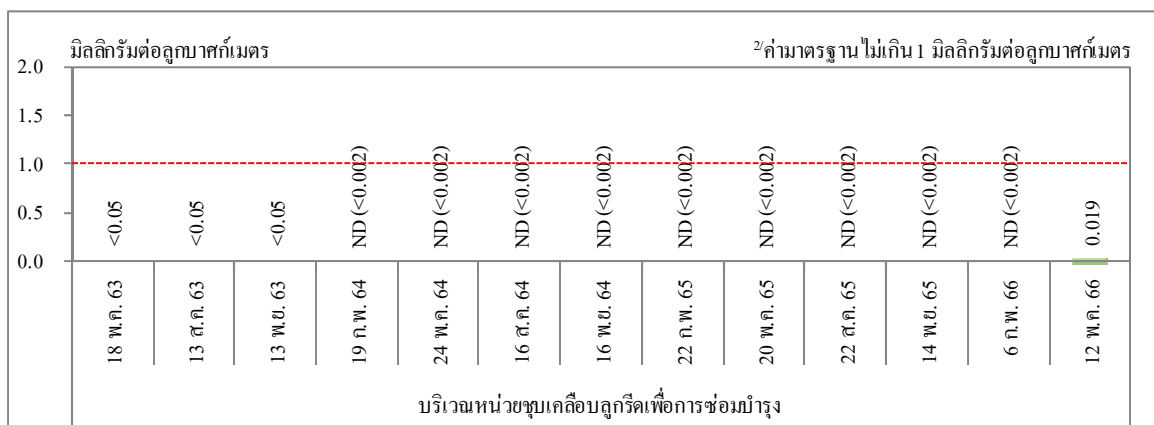 มิลลิกรัมต่อลูกบาศก์เมตร
2/ค่ามาตรฐาน ไม่เกิน 1 มิลลิกรัมต่อลูกบาศก์เมตร
2.0
1.5
1.0
0.5
0.0
<0.05
<0.05
<0.05
ND (<0.002)
ND (<0.002)
ND (<0.002)
ND (<0.002)
ND (<0.002)
ND (<0.002)
ND (<0.002)
ND (<0.002)
ND (<0.002)
0.019
18 พ.ค. 63
13 ส.ค. 63
13 พ.ย. 63
19 ก.พ. 64
24 พ.ค. 64
16 ส.ค. 64
16 พ.ย. 64
22 ก.พ. 65
20 พ.ค. 65
22 ส.ค. 65
14 พ.ย. 65
6 ก.พ. 66
12 พ.ค. 66
บริเวณหน่วยชุบเคลือบลูกรีดเพื่อการซ่อมบำรุง